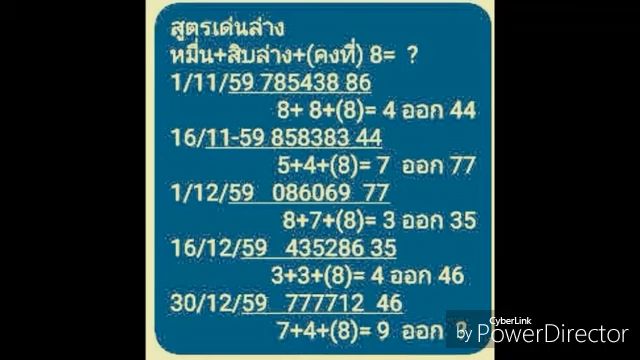 สูตรเด่นล่าง
หมื่น+สิบล่าง+(คงที่) 8= ?
1/11/59 785438 86
8+ 8+(8)= 4 ออก 44
16/11-59 858383 44
5+4+(8)= 7 ออก 77
1/12/59 086069 77
8+7+(8)= 3 ออก 35
16/12/59 435286 35
3+3+(8)= 4 ออก 46
30/12/59 777712 46
7+4+(8)= 9 ออก
CyberLink
by PowerDirector